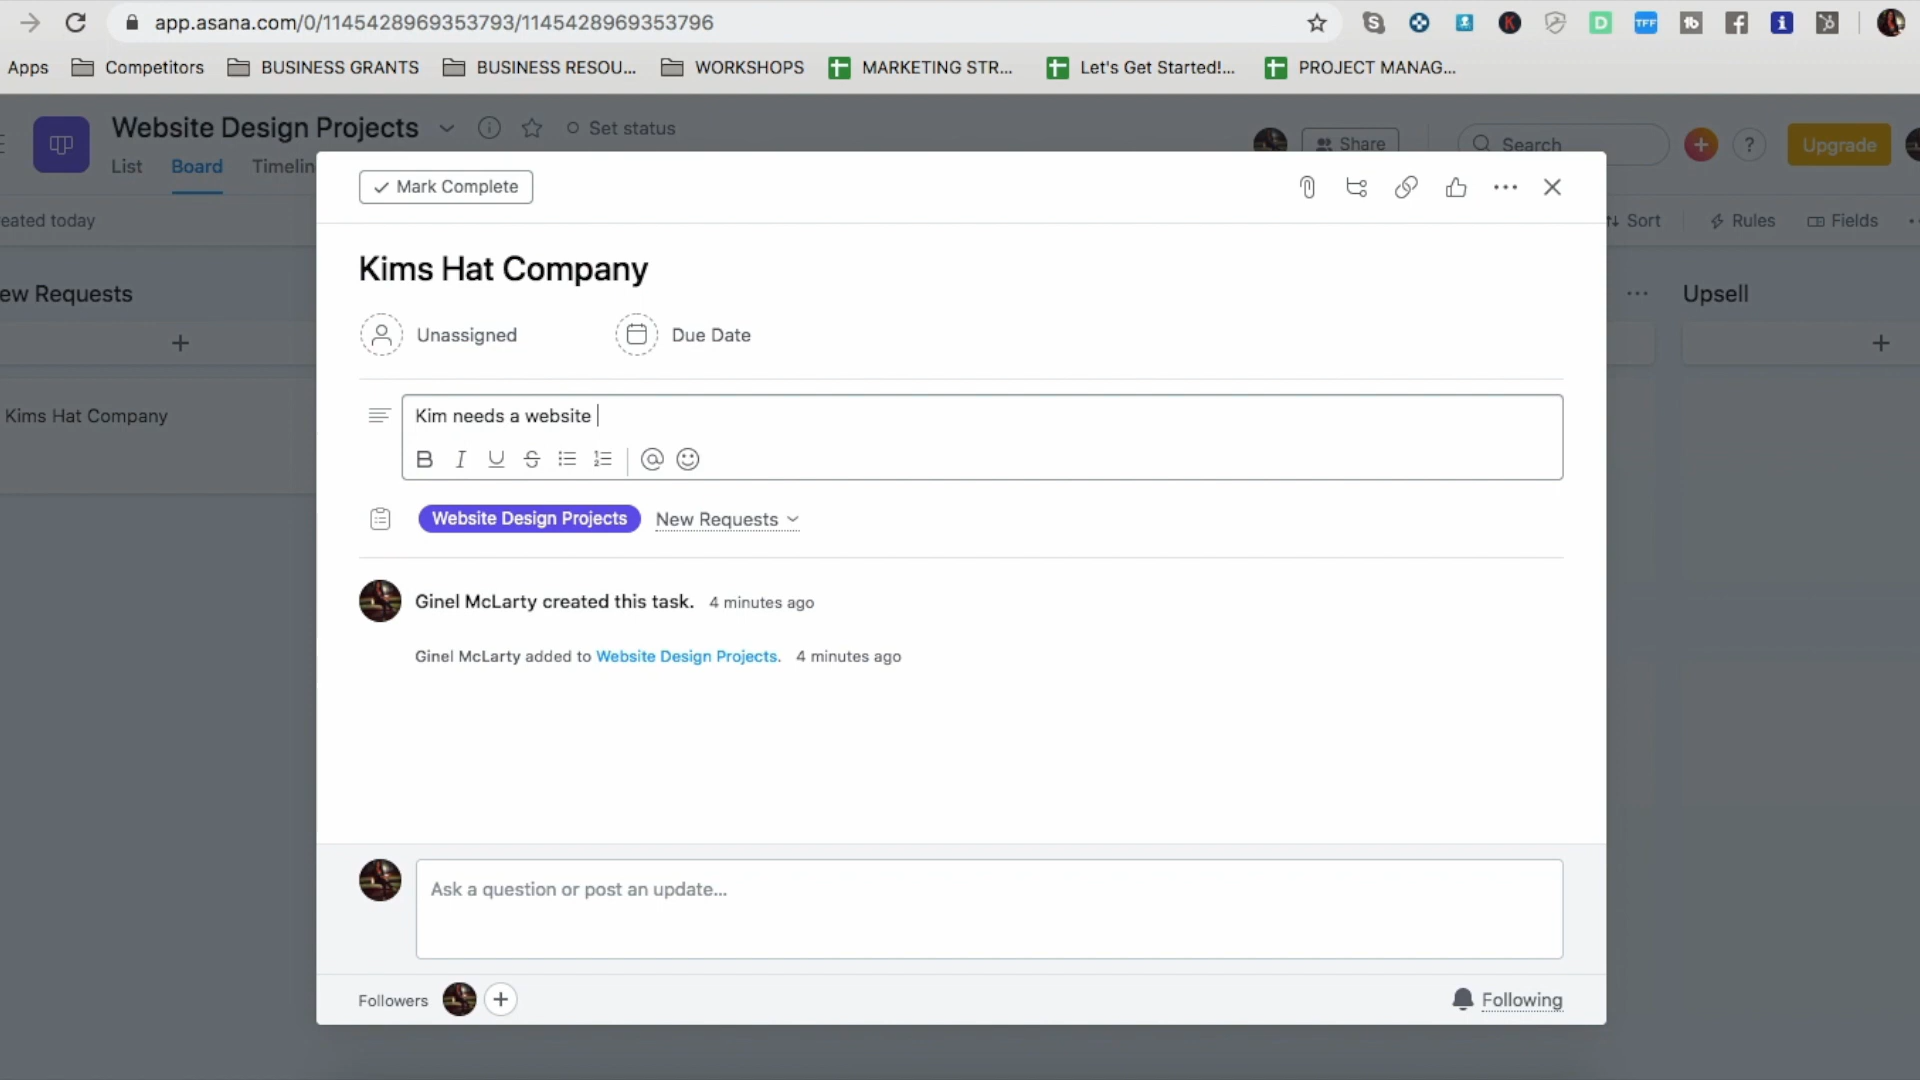 app.asana.com/0/1145428969353793/1145428969353796
Apps Competitors BUSINESS GRANTS BUSINESS RESOU... WORKSHOPS MARKETING STR... Let's Get Started!... PROJECT MANAG...
Website Design Projects Set status
Share Search ? Upgrade
List Board Timelin
Mark Complete
eated today
Sort Rules Fields
Kims Hat Company
ew Requests
Upsell
Unassigned Due Date
Kim needs a website
Kims Hat Company
B I U S @
Website Design Projects New Requests
Ginel McLarty created this task. 4 minutes ago
Ginel McLarty added to Website Design Projects. 4 minutes ago
Ask a question or post an update...
Followers
Following